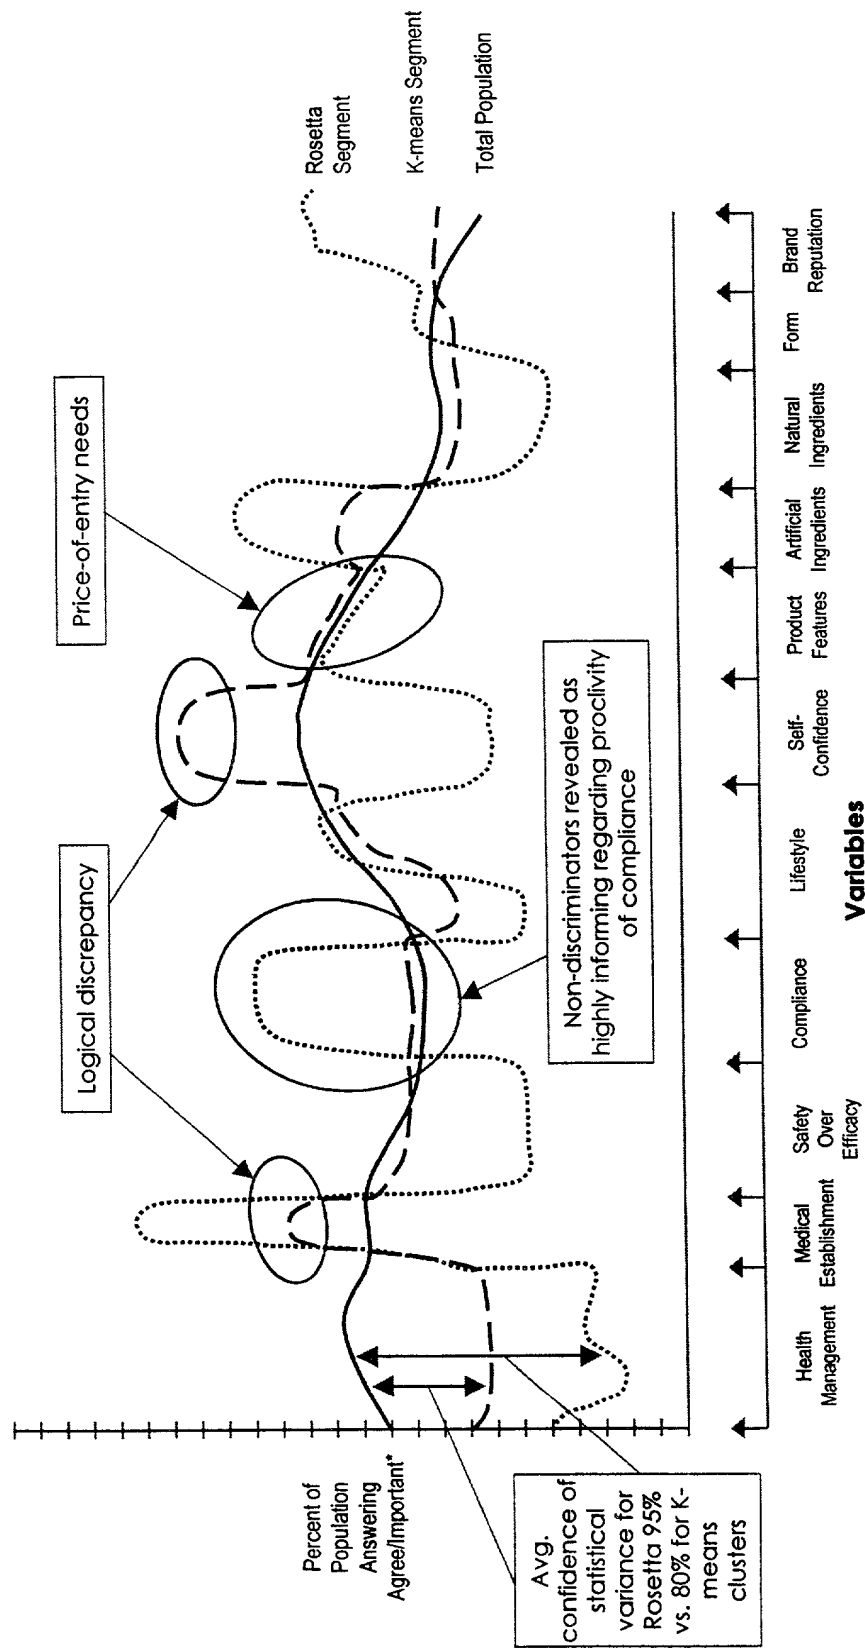 Price-of-entry needs
Logical discrepancy
Rosetta
Segment
K-means Segment
Total Population
Percent of
Population
Answering
Agree/Important*
Avg.
confidence of
statistical
variance for
Rosetta 95%
vs. 80% for K-
means
clusters
Non-discriminators revealed as
highly informing regarding proclivity
of compliance
Health
Management
Medical
Establishment
Safety
Over
Efficacy
Compliance
Lifestyle
Self-
Confidence
Product
Features
Artificial
Ingredients
Natural
Ingredients
Form
Brand
Reputation
Variables